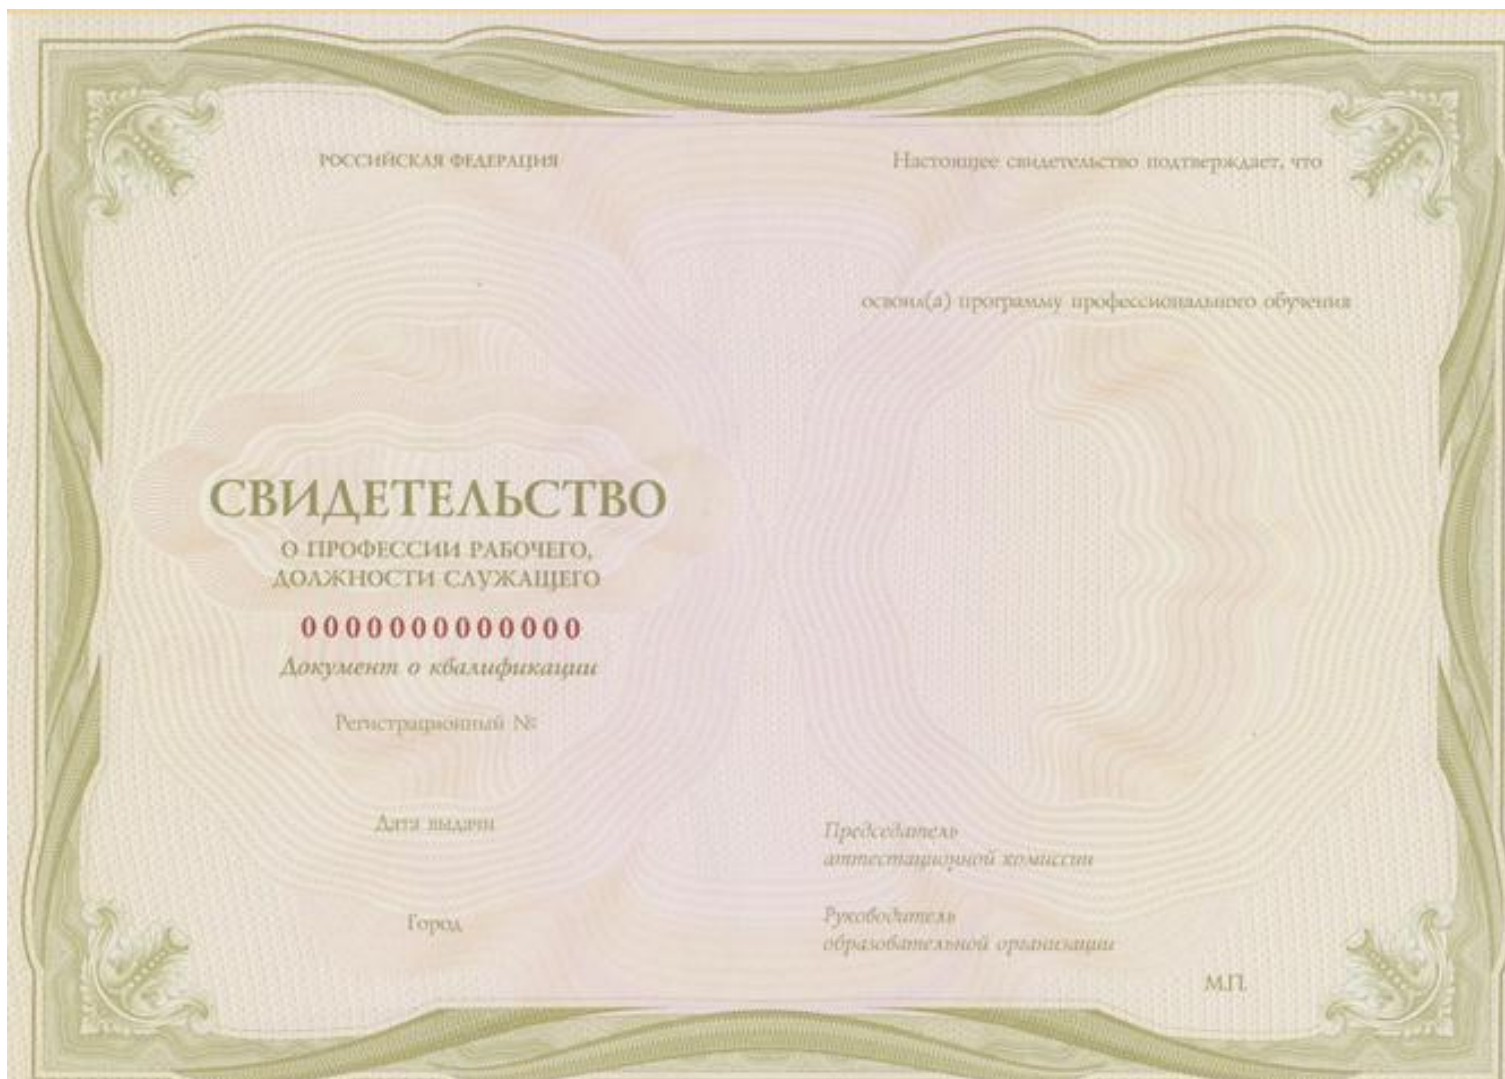 РОССИЙСКАЯ ФЕДЕРАЦИЯ
СВИДЕТЕЛЬСТВО
О ПРОФЕССИИ РАБОЧЕГО,
ДОЛЖНОСТИ СЛУЖАЩЕГО
0000000000000
Документ о квалификации
Регистрационный №
Дата выдачи
Город
Настоящее свидетельство подтверждает, что
освоил(а) программу профессионального обучения
Председатель
аттестационной комиссии
Руководитель
образовательной организации
М.П.